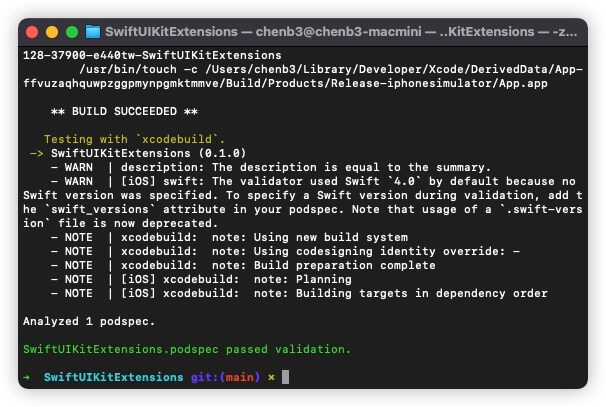 SwiftUIKitExtensions — chenb3@chenb3-macmini — ..KitExtensions — -z...
128-37900-e440tw-SwiftUIKitExtensions
/usr/bin/touch -c /Users/chenb3/Library/Developer/Xcode/DerivedData/App-
ffvuzaqhquwpzggpmynpgmktmmve/Build/Products/Release-iphonesimulator/App.app
** BUILD SUCCEEDED **
Testing with `xcodebuild`.
-> SwiftUIKitExtensions (0.1.0)
- WARN | description: The description is equal to the summary.
- WARN | [iOS] swift: The validator used Swift `4.0` by default because no
Swift version was specified. To specify a Swift version during validation, add t
he `swift_versions` attribute in your podspec. Note that usage of a `.swift-vers
ion` file is now deprecated.
- NOTE | xcodebuild: note: Using new build system
- NOTE | xcodebuild: note: Using codesigning identity override: -
- NOTE | xcodebuild: note: Build preparation complete
- NOTE | [iOS] xcodebuild: note: Planning
- NOTE | [iOS] xcodebuild: note: Building targets in dependency order
Analyzed 1 podspec.
SwiftUIKitExtensions.podspec passed validation.
→ SwiftUIKitExtensions git:(main) ×